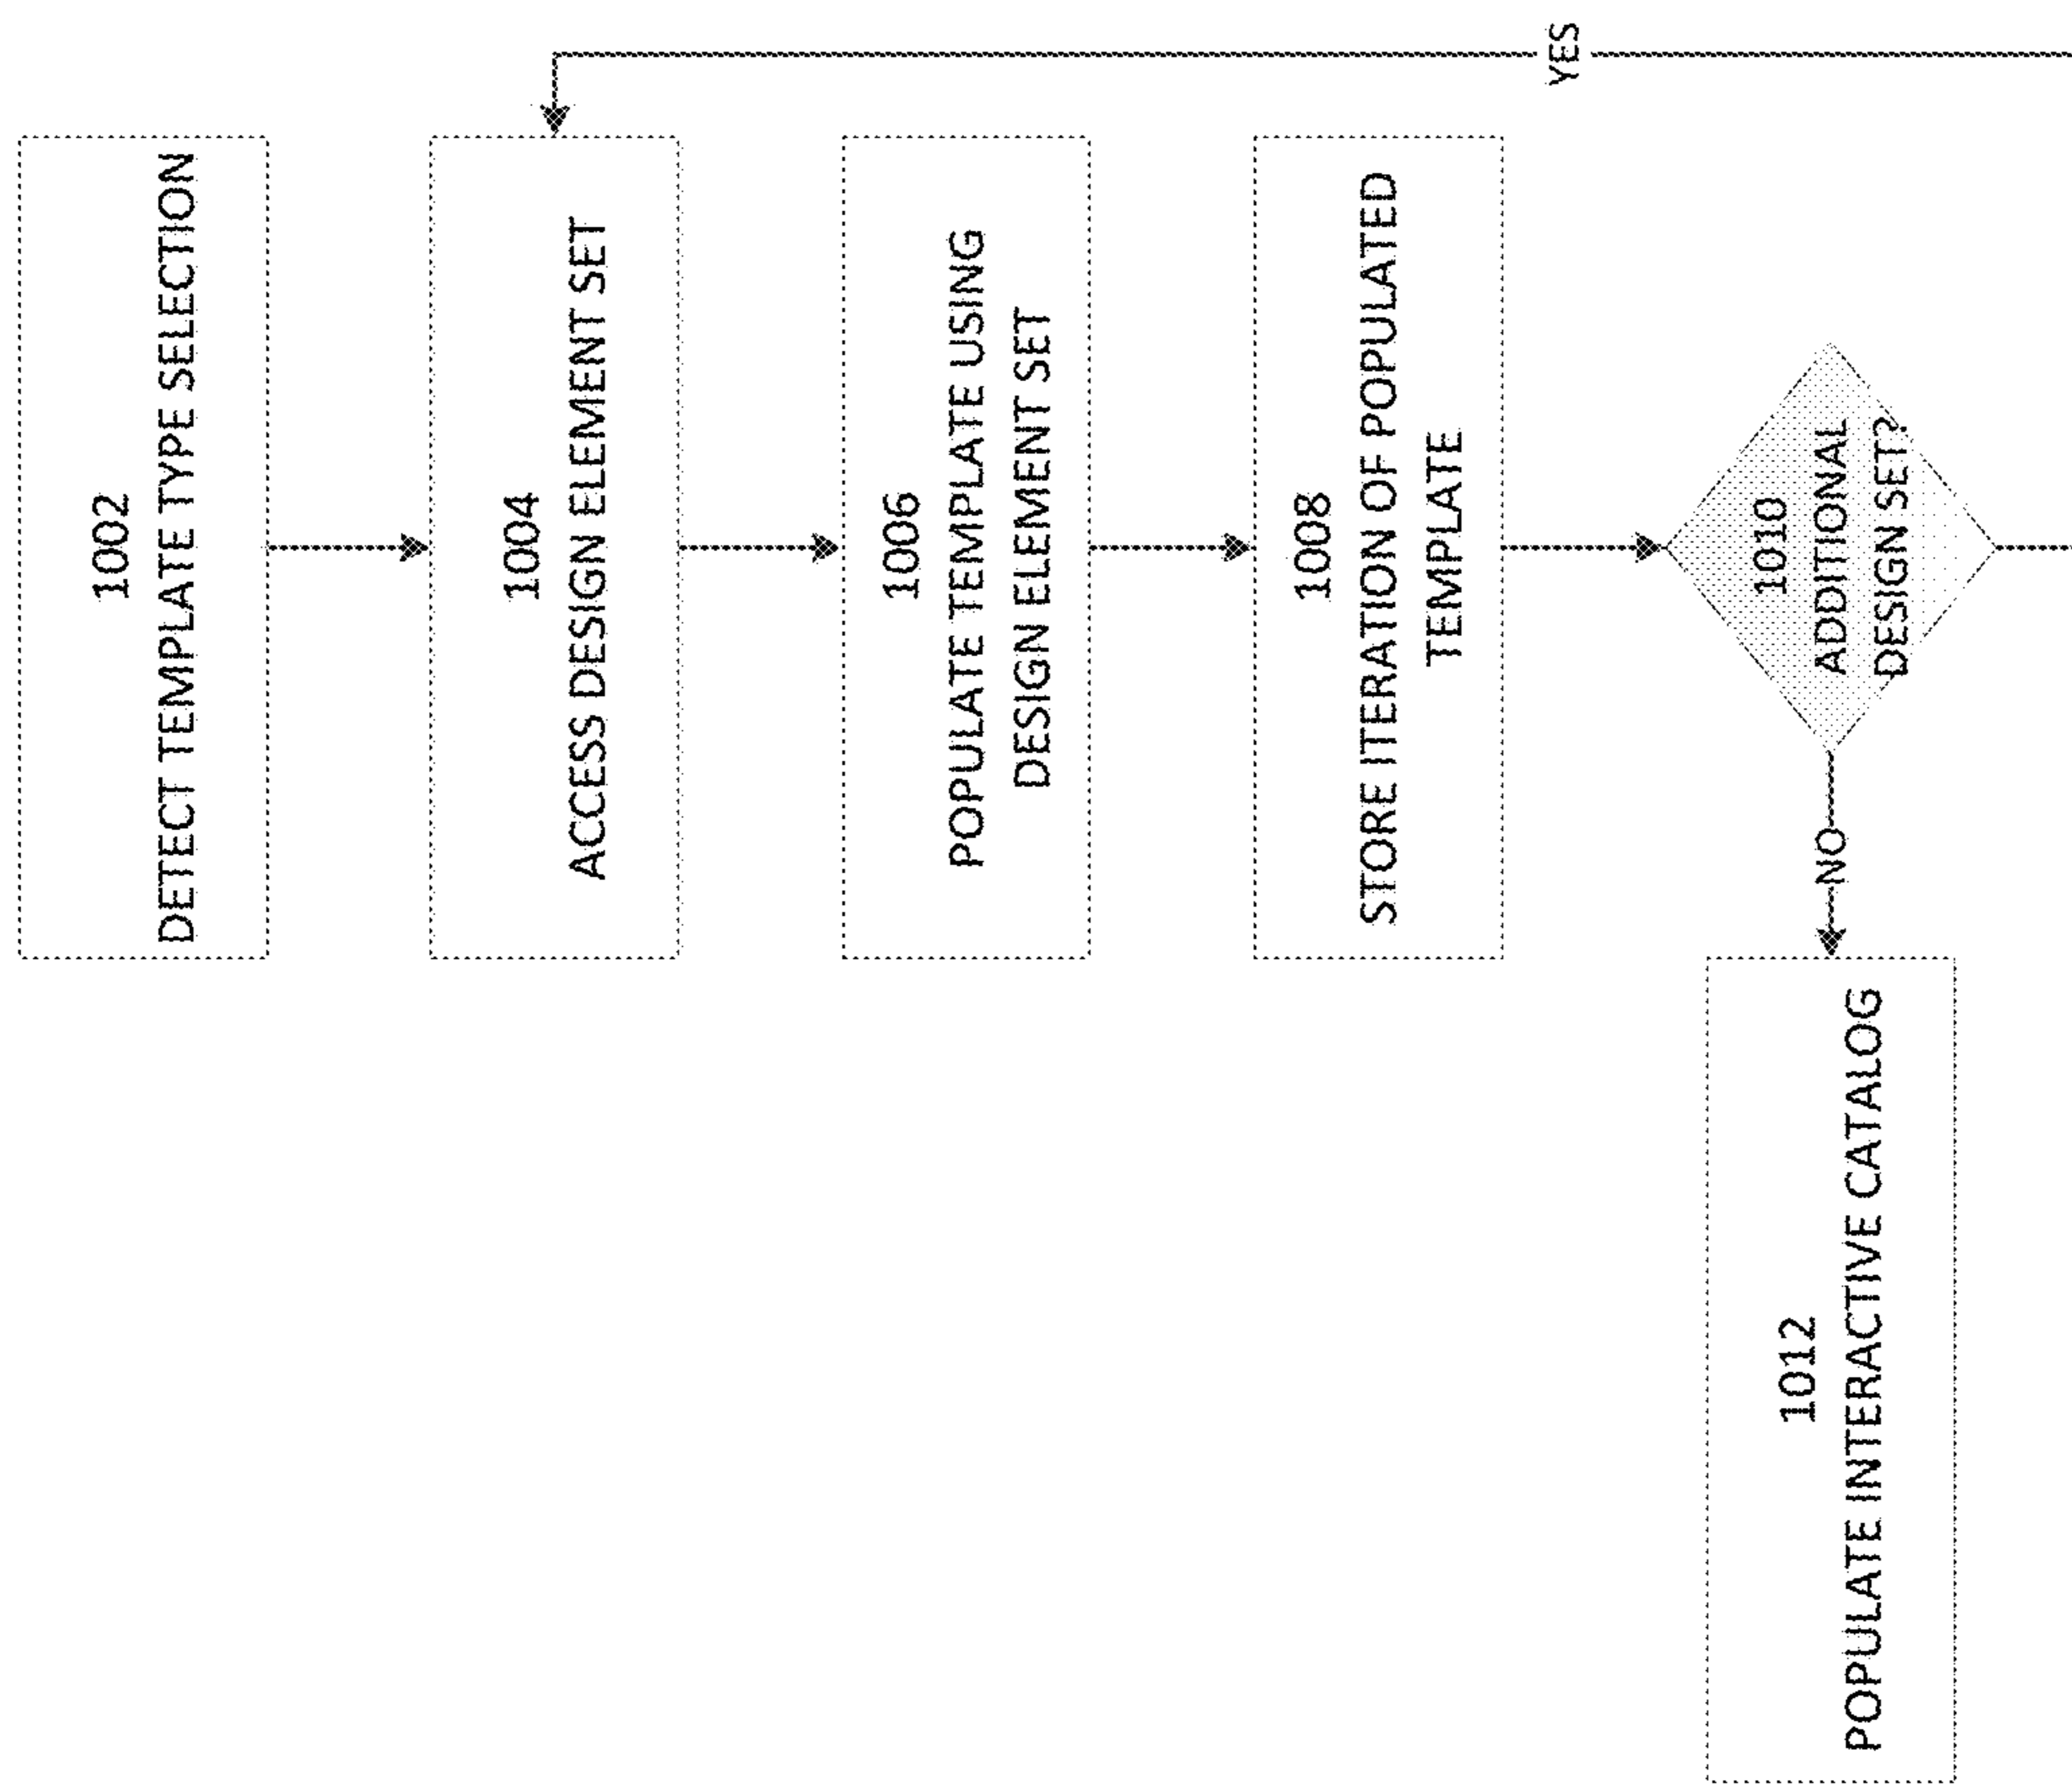 1002
DETECT TEMPLATE TYPE SELECTION
1004
ACCESS DESIGN ELEMENT SET
1006
POPULATE TEMPLATE USING
DESIGN ELEMENT SET
1008
STORE ITERATION OF POPULATED
TEMPLATE
1010
ADDITIONAL
DESIGN SET?
YES
NO
1012
POPULATE INTERACTIVE CATALOG